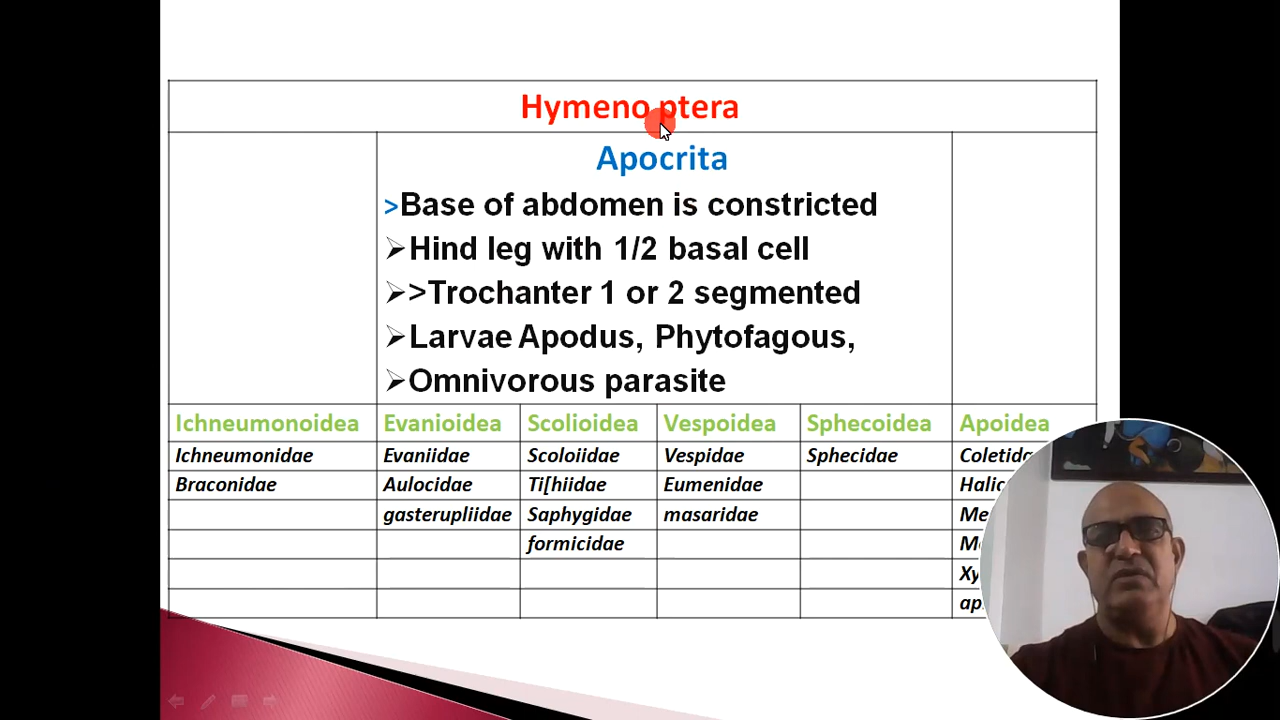 Hymeno ptera
Apocrita
>Base of abdomen is constricted
➢Hind leg with 1/2 basal cell
➢>Trochanter 1 or 2 segmented
➢Larvae Apodus, Phytofagous,
➢Omnivorous parasite
Ichneumonoidea Evanioidea Scolioidea Vespoidea Sphecoidea Apoidea
Ichneumonidae Evaniidae Scoloiidae Vespidae Sphecidae
Braconidae Aulocidae Ti[hiidae Eumenidae
gasterupliidae Saphygidae masaridae
formicidae